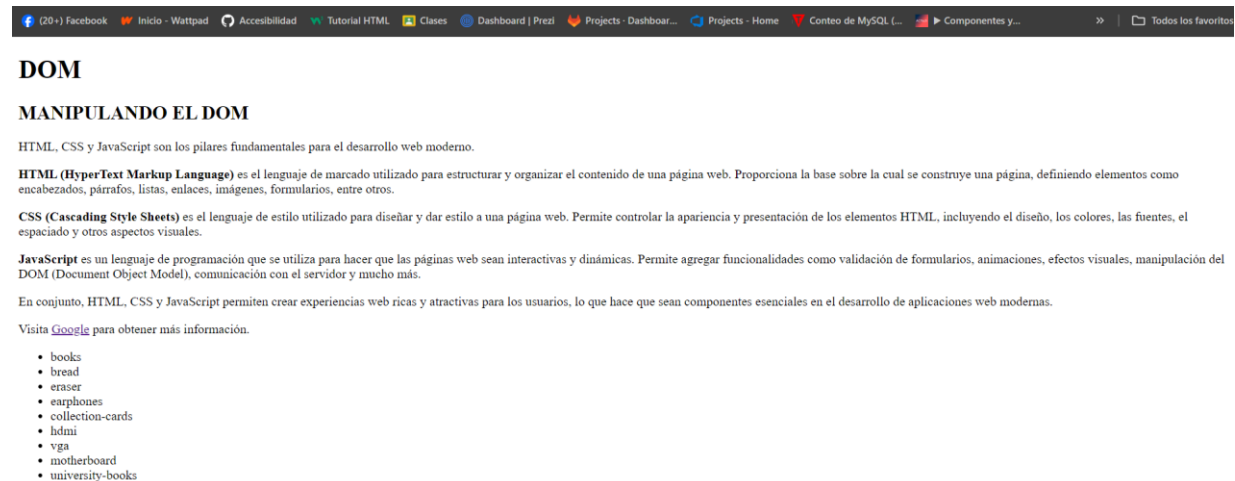 (20+) Facebook Inicio - Wattpad Accesibilidad Tutorial HTML Clases Dashboard | Prezi Projects - Dashboar... Projects - Home Conteo de MySQL (... ▶ Componentes y... » Todos los favoritos
DOM
MANIPULANDO EL DOM
HTML, CSS y JavaScript son los pilares fundamentales para el desarrollo web moderno.
HTML (HyperText Markup Language) es el lenguaje de marcado utilizado para estructurar y organizar el contenido de una página web. Proporciona la base sobre la cual se construye una página, definiendo elementos como
encabezados, párrafos, listas, enlaces, imágenes, formularios, entre otros.
CSS (Cascading Style Sheets) es el lenguaje de estilo utilizado para diseñar y dar estilo a una página web. Permite controlar la apariencia y presentación de los elementos HTML, incluyendo el diseño, los colores, las fuentes, el
espaciado y otros aspectos visuales.
JavaScript es un lenguaje de programación que se utiliza para hacer que las páginas web sean interactivas y dinámicas. Permite agregar funcionalidades como validación de formularios, animaciones, efectos visuales, manipulación del
DOM (Document Object Model), comunicación con el servidor y mucho más.
En conjunto, HTML, CSS y JavaScript permiten crear experiencias web ricas y atractivas para los usuarios, lo que hace que sean componentes esenciales en el desarrollo de aplicaciones web modernas.
Visita Google para obtener más información.
• books
• bread
• eraser
• earphones
• collection-cards
• hdmi
• vga
• motherboard
• university-books